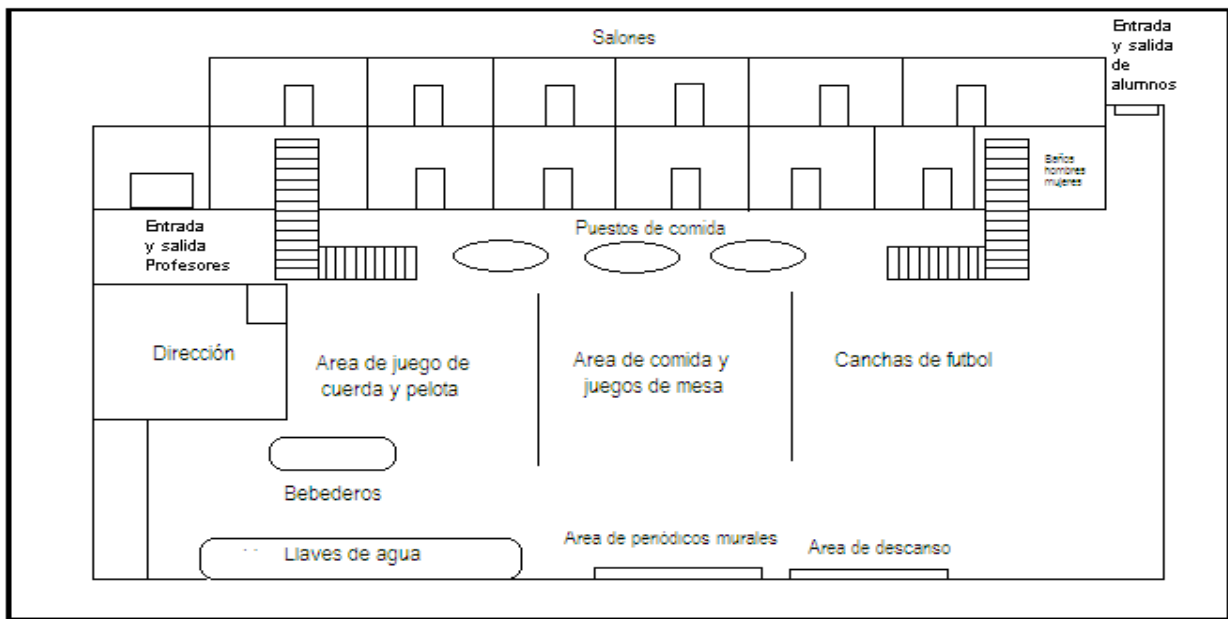 Salones
Entrada
y salida
de
alumnos
Baños
hombres
mujeres
Entrada
y salida
Profesores
Puestos de comida
Dirección
Area de juego de
cuerda y pelota
Area de comida y
juegos de mesa
Canchas de futbol
Bebederos
Llaves de agua
Area de periódicos murales
Area de descanso